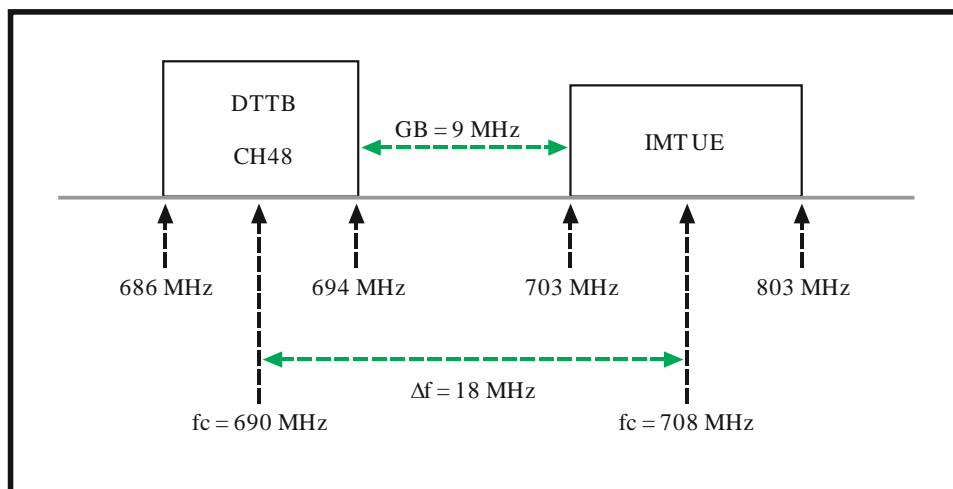 DTTB
CH48
GB = 9 MHz
IMT UE
686 MHz
694 MHz
703 MHz
803 MHz
Δf = 18 MHz
fc = 690 MHz
fc = 708 MHz